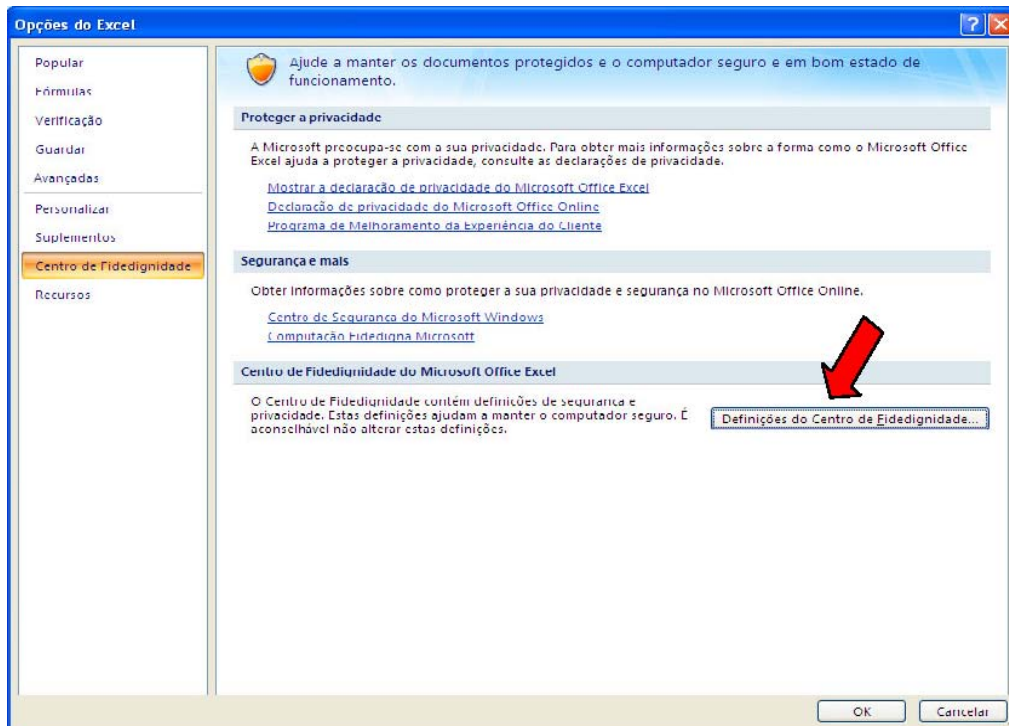 Opções do Excel
Popular
Fórmulas
Verificação
Guardar
Avançadas
Personalizar
Suplementos
Centro de Fidedignidade
Recursos
Ajude a manter os documentos protegidos e o computador seguro e em bom estado de
funcionamento.
Proteger a privacidade
A Microsoft preocupa-se com a sua privacidade. Para obter mais informações sobre a forma como o Microsoft Office
Excel ajuda a proteger a privacidade, consulte as declarações de privacidade.
Mostrar a declaração de privacidade do Microsoft Office Excel
Declaração de privacidade do Microsoft Office Online
Programa de Melhoramento da Experiência do Cliente
Segurança e mais
Obter informações sobre como proteger a sua privacidade e segurança no Microsoft Office Online.
Centro de Segurança do Microsoft Windows
Computação Fidedigna Microsoft
Centro de Fidedignidade do Microsoft Office Excel
O Centro de Fidedignidade contém definições de segurança e
privacidade. Estas definições ajudam a manter o computador seguro. É
aconselhável não alterar estas definições.
Definições do Centro de Fidedignidade...
OK
Cancelar